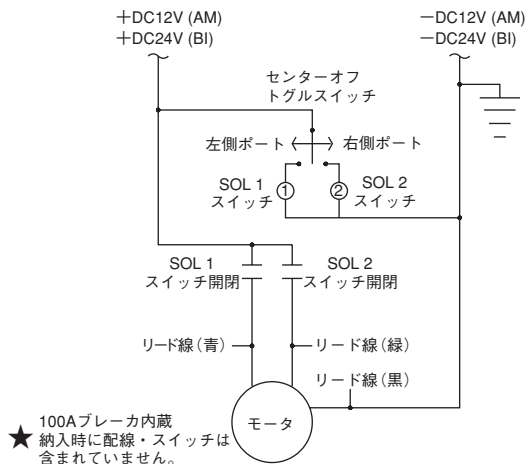 ＋DC12V (AM)
＋DC24V (BI)
－DC12V (AM)
－DC24V (BI)
センターオフ
トグルスイッチ
左側ポート
右側ポート
SOL 1
スイッチ
①
②
SOL 2
スイッチ
SOL 1
スイッチ開閉
SOL 2
スイッチ開閉
リード線（青）
リード線（緑）
リード線（黒）
モータ
★ 100Aブレーカ内蔵
納入時に配線・スイッチは
含まれていません。